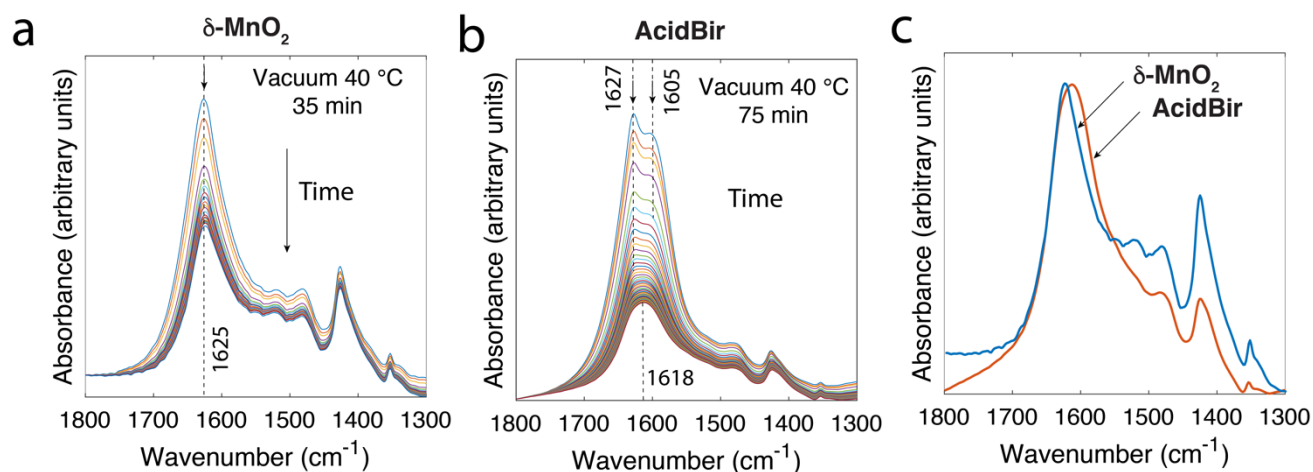 a
δ-MnO₂
Vacuum 40 °C
35 min
Time
1625
Absorbance (arbitrary units)
1800 1700 1600 1500 1400 1300
Wavenumber (cm⁻¹)
b
AcidBir
1627
1605
Vacuum 40 °C
75 min
Time
1618
Absorbance (arbitrary units)
1800 1700 1600 1500 1400 1300
Wavenumber (cm⁻¹)
c
δ-MnO₂
AcidBir
Absorbance (arbitrary units)
1800 1700 1600 1500 1400 1300
Wavenumber (cm⁻¹)